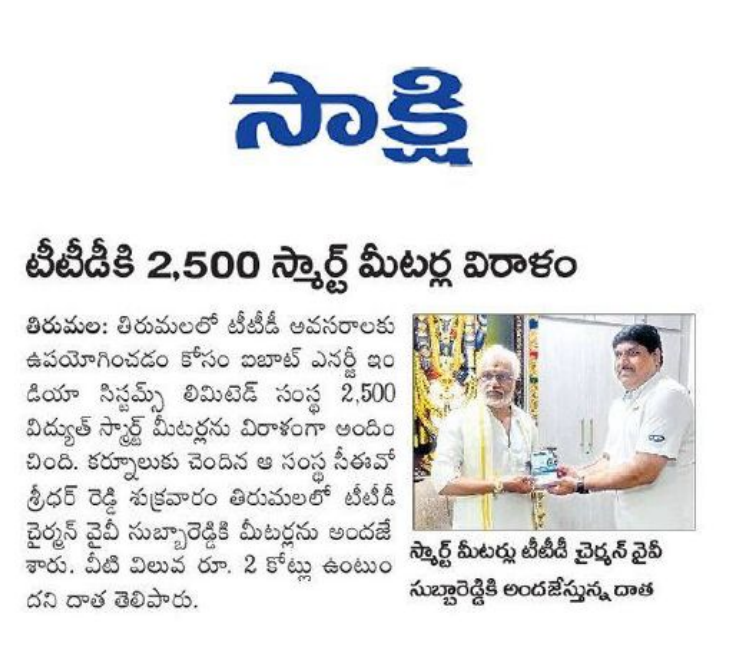 సాక్షి
టీటీడీకి 2,500 స్మార్ట్ మీటర్ల విరాళం
తిరుమల: తిరుమలలో టీటీడీ అవసరాలకు
ఉపయోగించడం కోసం ఐబాట్ ఎనర్జీ ఇం
డియా సిస్టమ్స్ లిమిటెడ్ సంస్థ 2,500
విద్యుత్ స్మార్ట్ మీటర్లను విరాళంగా అందిం
చింది. కర్నూలుకు చెందిన ఆ సంస్థ సీఈవో
శ్రీధర్ రెడ్డి శుక్రవారం తిరుమలలో టీటీడీ
చైర్మన్ వైవీ సుబ్బారెడ్డికి మీటర్లను అందజే
శారు. వీటి విలువ రూ. 2 కోట్లు ఉంటుం
దని దాత తెలిపారు.
స్మార్ట్ మీటర్లు టీటీడీ చైర్మన్ వైవీ
సుబ్బారెడ్డికి అందజేస్తున్న దాత